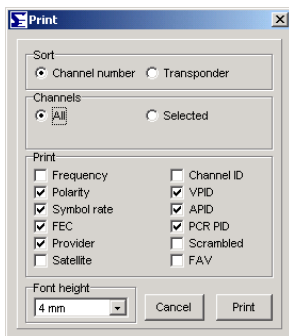 Print
Sort
Channel number Transponder
Channels
All Selected
Print
Frequency Channel ID
Polarity VPID
Symbol rate APID
FEC PCR PID
Provider Scrambled
Satellite FAV
Font height
4 mm Cancel Print